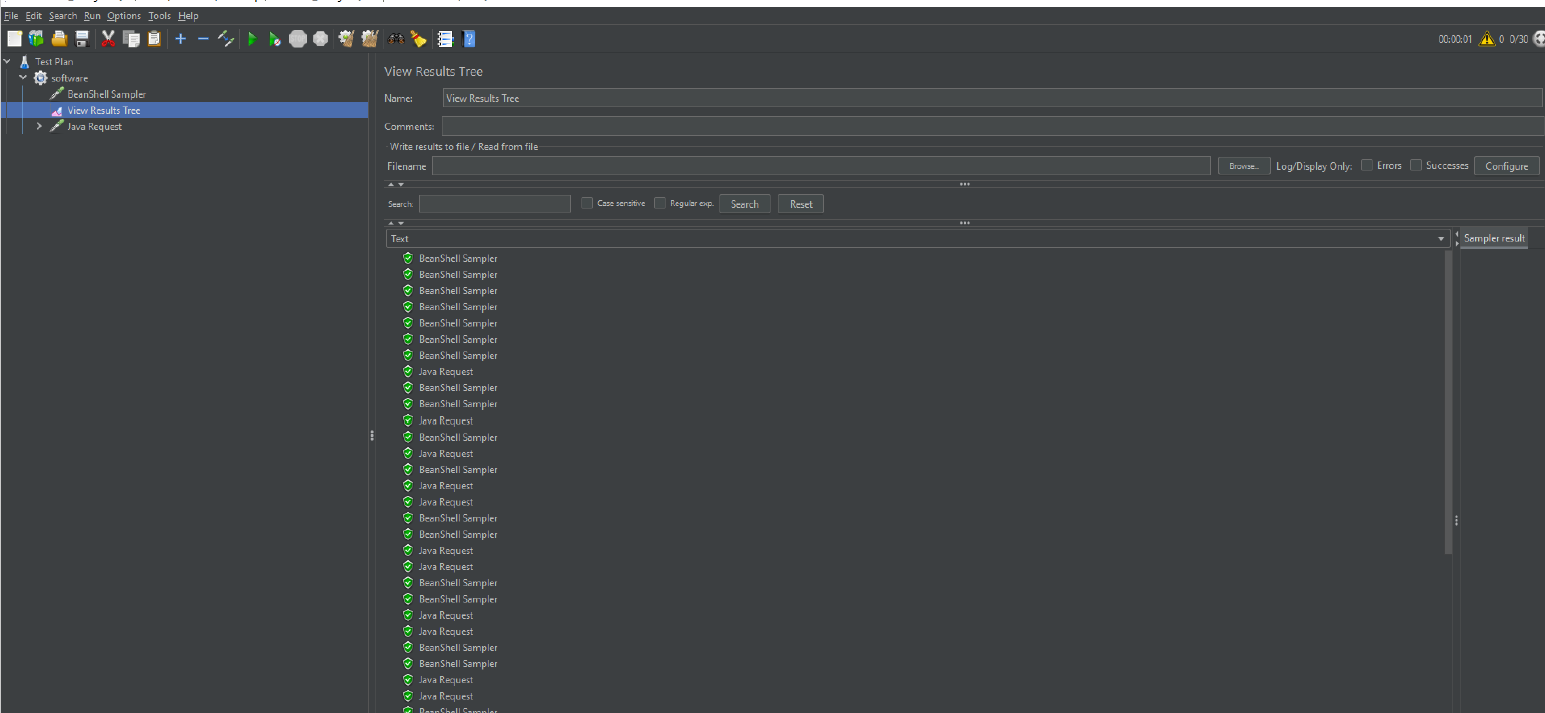 File Edit Search Run Options Tools Help
00:00:01 0 0/30
Test Plan
software
BeanShell Sampler
View Results Tree
Java Request
View Results Tree
Name: View Results Tree
Comments:
Write results to file / Read from file
Filename Browse... Log/Display Only: Errors Successes Configure
Search: Case sensitive Regular exp. Search Reset
Text
Sampler result
BeanShell Sampler
BeanShell Sampler
BeanShell Sampler
BeanShell Sampler
BeanShell Sampler
BeanShell Sampler
BeanShell Sampler
Java Request
BeanShell Sampler
BeanShell Sampler
Java Request
BeanShell Sampler
Java Request
BeanShell Sampler
Java Request
Java Request
BeanShell Sampler
BeanShell Sampler
Java Request
Java Request
BeanShell Sampler
BeanShell Sampler
Java Request
Java Request
BeanShell Sampler
BeanShell Sampler
Java Request
Java Request
BeanShell Sampler